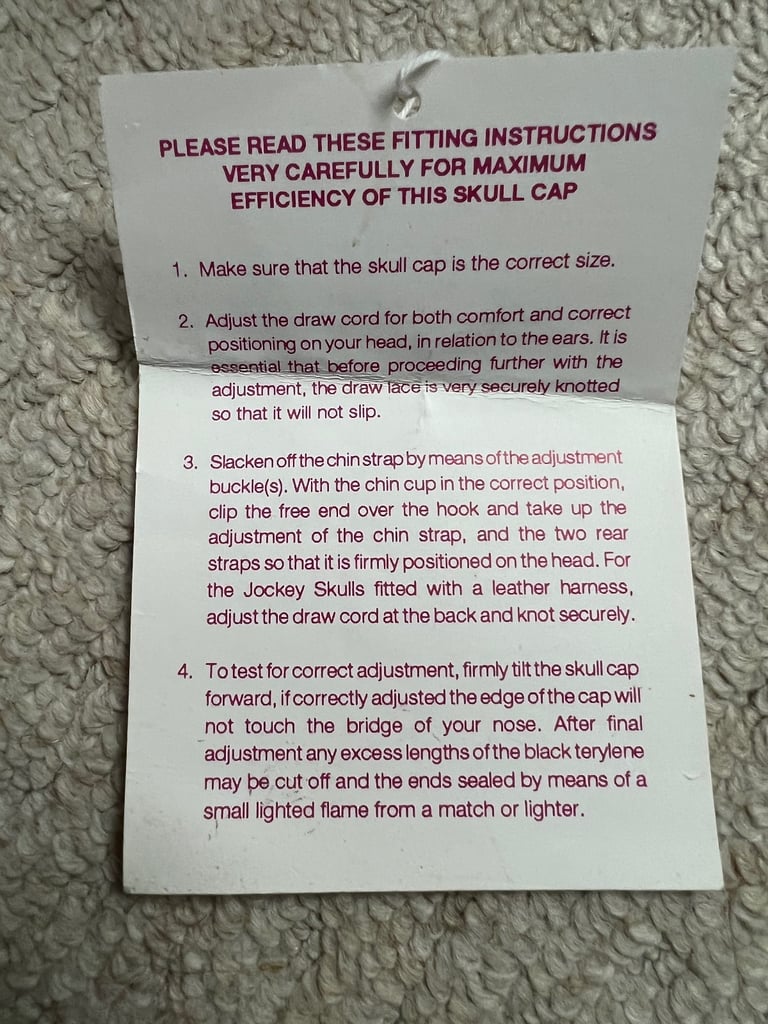 PLEASE READ THESE FITTING INSTRUCTIONS
VERY CAREFULLY FOR MAXIMUM
EFFICIENCY OF THIS SKULL CAP
1. Make sure that the skull cap is the correct size.
2. Adjust the draw cord for both comfort and correct
positioning on your head, in relation to the ears. It is
essential that before proceeding further with the
adjustment, the draw lace is very securely knotted
so that it will not slip.
3. Slacken off the chin strap by means of the adjustment
buckle(s). With the chin cup in the correct position,
clip the free end over the hook and take up the
adjustment of the chin strap, and the two rear
straps so that it is firmly positioned on the head. For
the Jockey Skulls fitted with a leather harness,
adjust the draw cord at the back and knot securely.
4. To test for correct adjustment, firmly tilt the skull cap
forward, if correctly adjusted the edge of the cap will
not touch the bridge of your nose. After final
adjustment any excess lengths of the black terylene
may be cut off and the ends sealed by means of a
small lighted flame from a match or lighter.